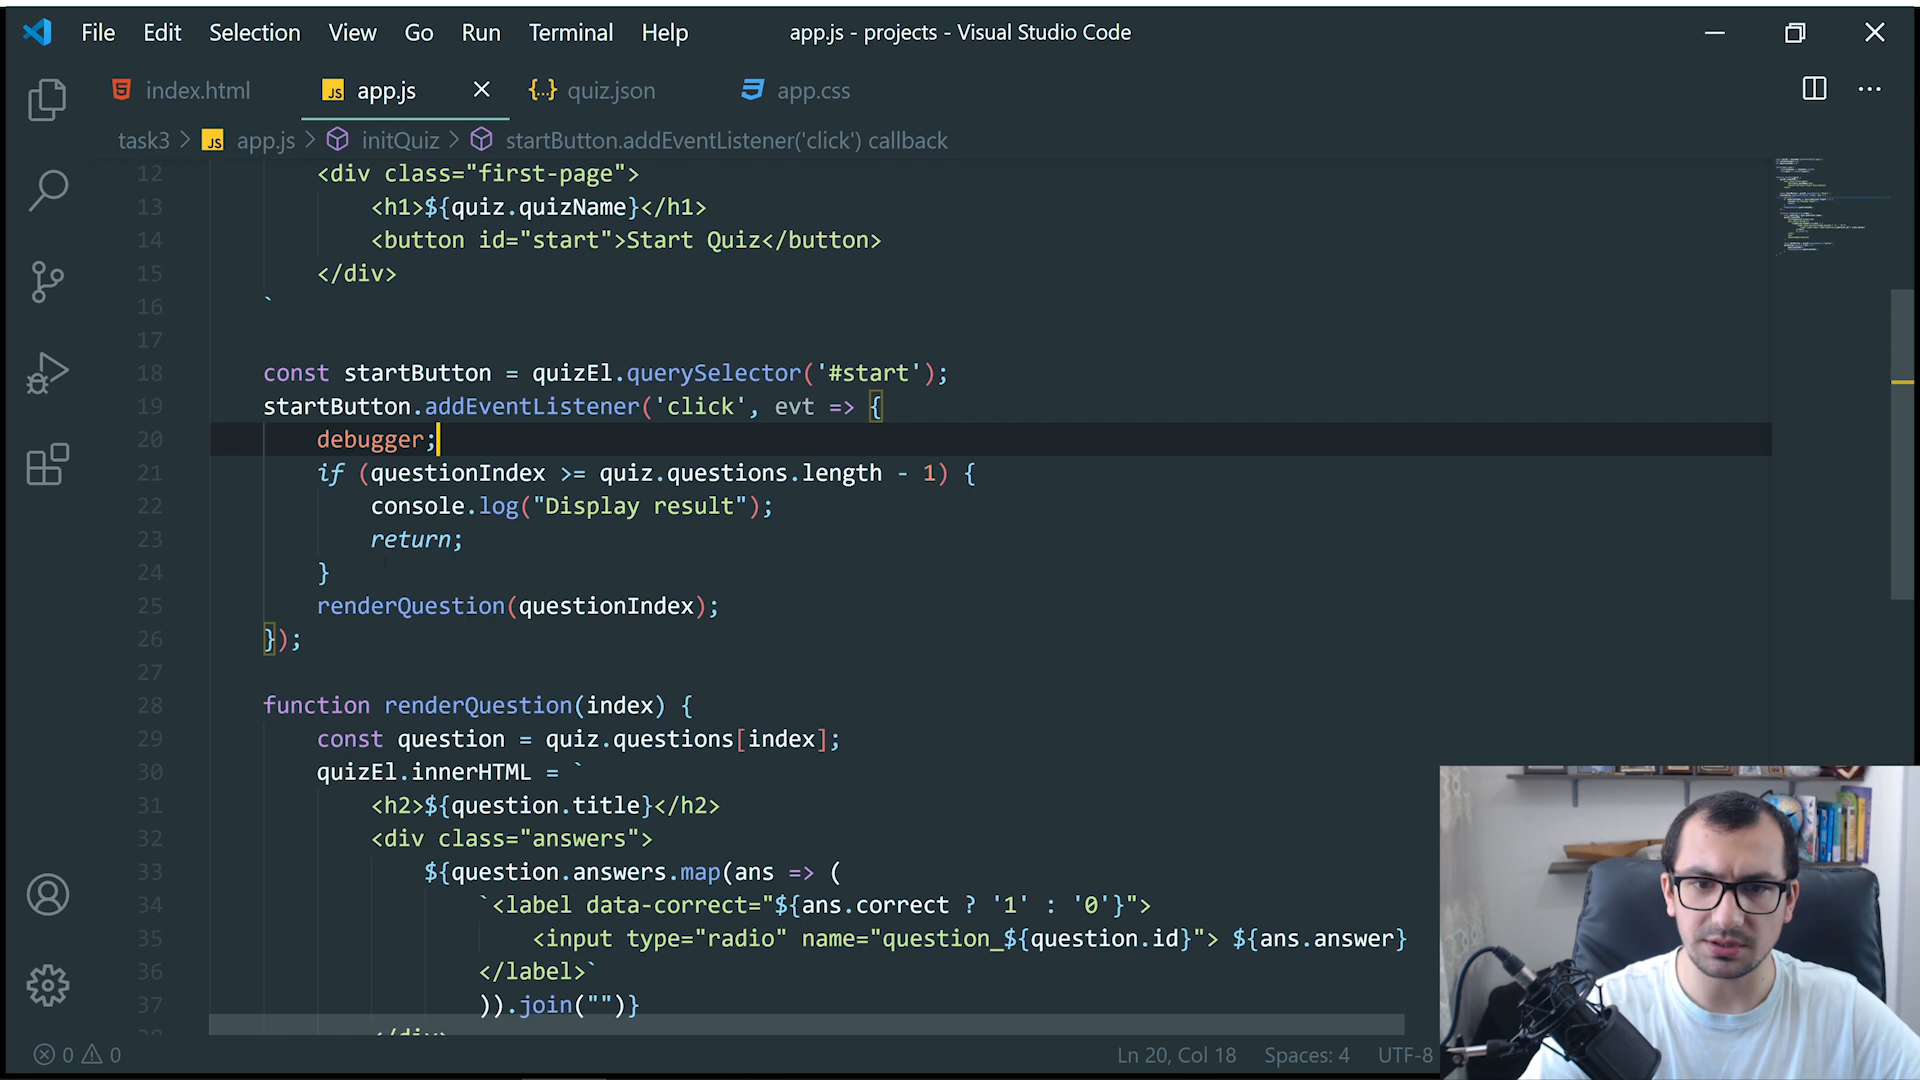 File Edit Selection View Go Run Terminal Help app.js - projects - Visual Studio Code
index.html JS app.js {..} quiz.json app.css
task3 > JS app.js > initQuiz > startButton.addEventListener('click') callback
12 <div class="first-page">
13 <h1>${quiz.quizName}</h1>
14 <button id="start">Start Quiz</button>
15 </div>
16 `
17
18 const startButton = quizEl.querySelector('#start');
19 startButton.addEventListener('click', evt => {
20 debugger;
21 if (questionIndex >= quiz.questions.length - 1) {
22 console.log("Display result");
23 return;
24 }
25 renderQuestion(questionIndex);
26 });
27
28 function renderQuestion(index) {
29 const question = quiz.questions[index];
30 quizEl.innerHTML = `
31 <h2>${question.title}</h2>
32 <div class="answers">
33 ${question.answers.map(ans => (
34 `<label data-correct="${ans.correct ? '1' : '0'}">
35 <input type="radio" name="question_${question.id}"> ${ans.answer}
36 </label>`
37 )).join("")}
38 </div>
0 0 Ln 20, Col 18 Spaces: 4 UTF-8